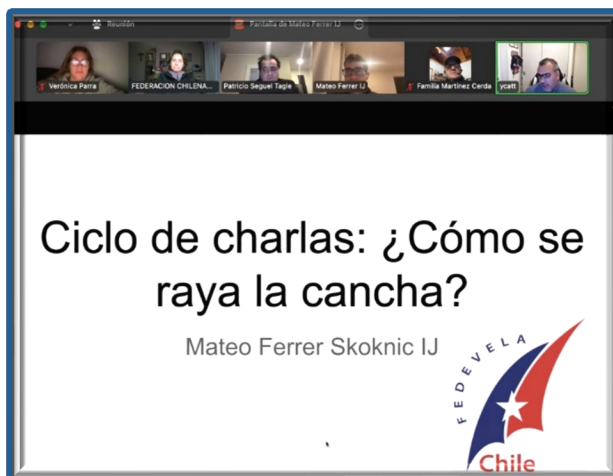 Reunión
Pantalla de Mateo Ferrer IJ
Verónica Parra
FEDERACION CHILENA...
Patricio Seguel Tagle
Mateo Ferrer IJ
Familia Martinez Cerda
ycatt
Ciclo de charlas: ¿Cómo se
raya la cancha?
Mateo Ferrer Skoknic IJ
FEDEVELA
Chile